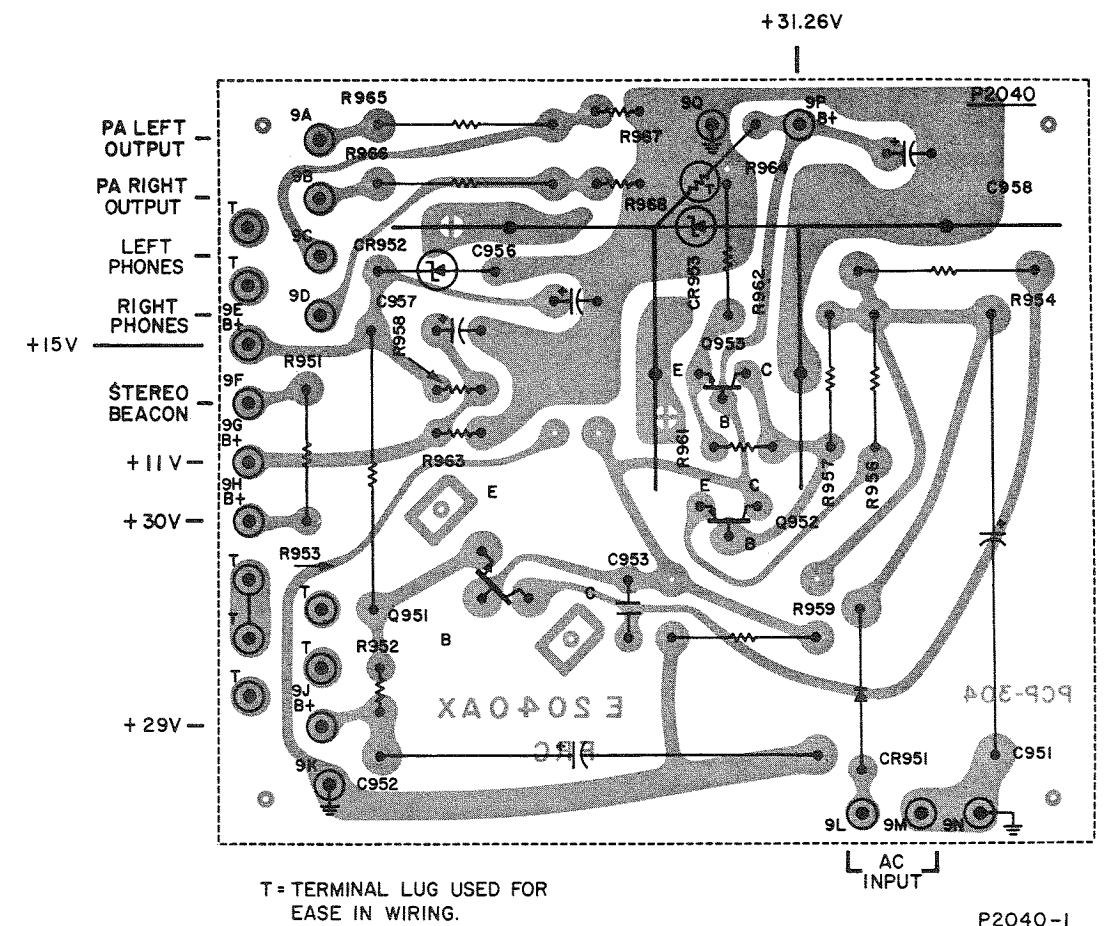 +31.26V
P2040
9Q
9P
B+
R965
9A
PA LEFT
OUTPUT
R967
R966
R964
9B
PA RIGHT
OUTPUT
C958
R968
T
LEFT
PHONES
9C
CR952
C956
T
CR953
R962
9D
C957
RIGHT
PHONES
R954
9E
B+
R958
+15V
Q953
R951
E
C
9F
STEREO
BEACON
B
9G
B+
+11V
R963
R961
R957
R956
9H
B+
E
E
C
+30V
Q952
B
R953
C953
T
C
Q951
R959
T
B
R952
T
T
9J
B+
E2040AX
PCP-304
+29V
CR951
C951
9K
C952
9L
9M
9N
AC
INPUT
T= TERMINAL LUG USED FOR
EASE IN WIRING.
P2040-1